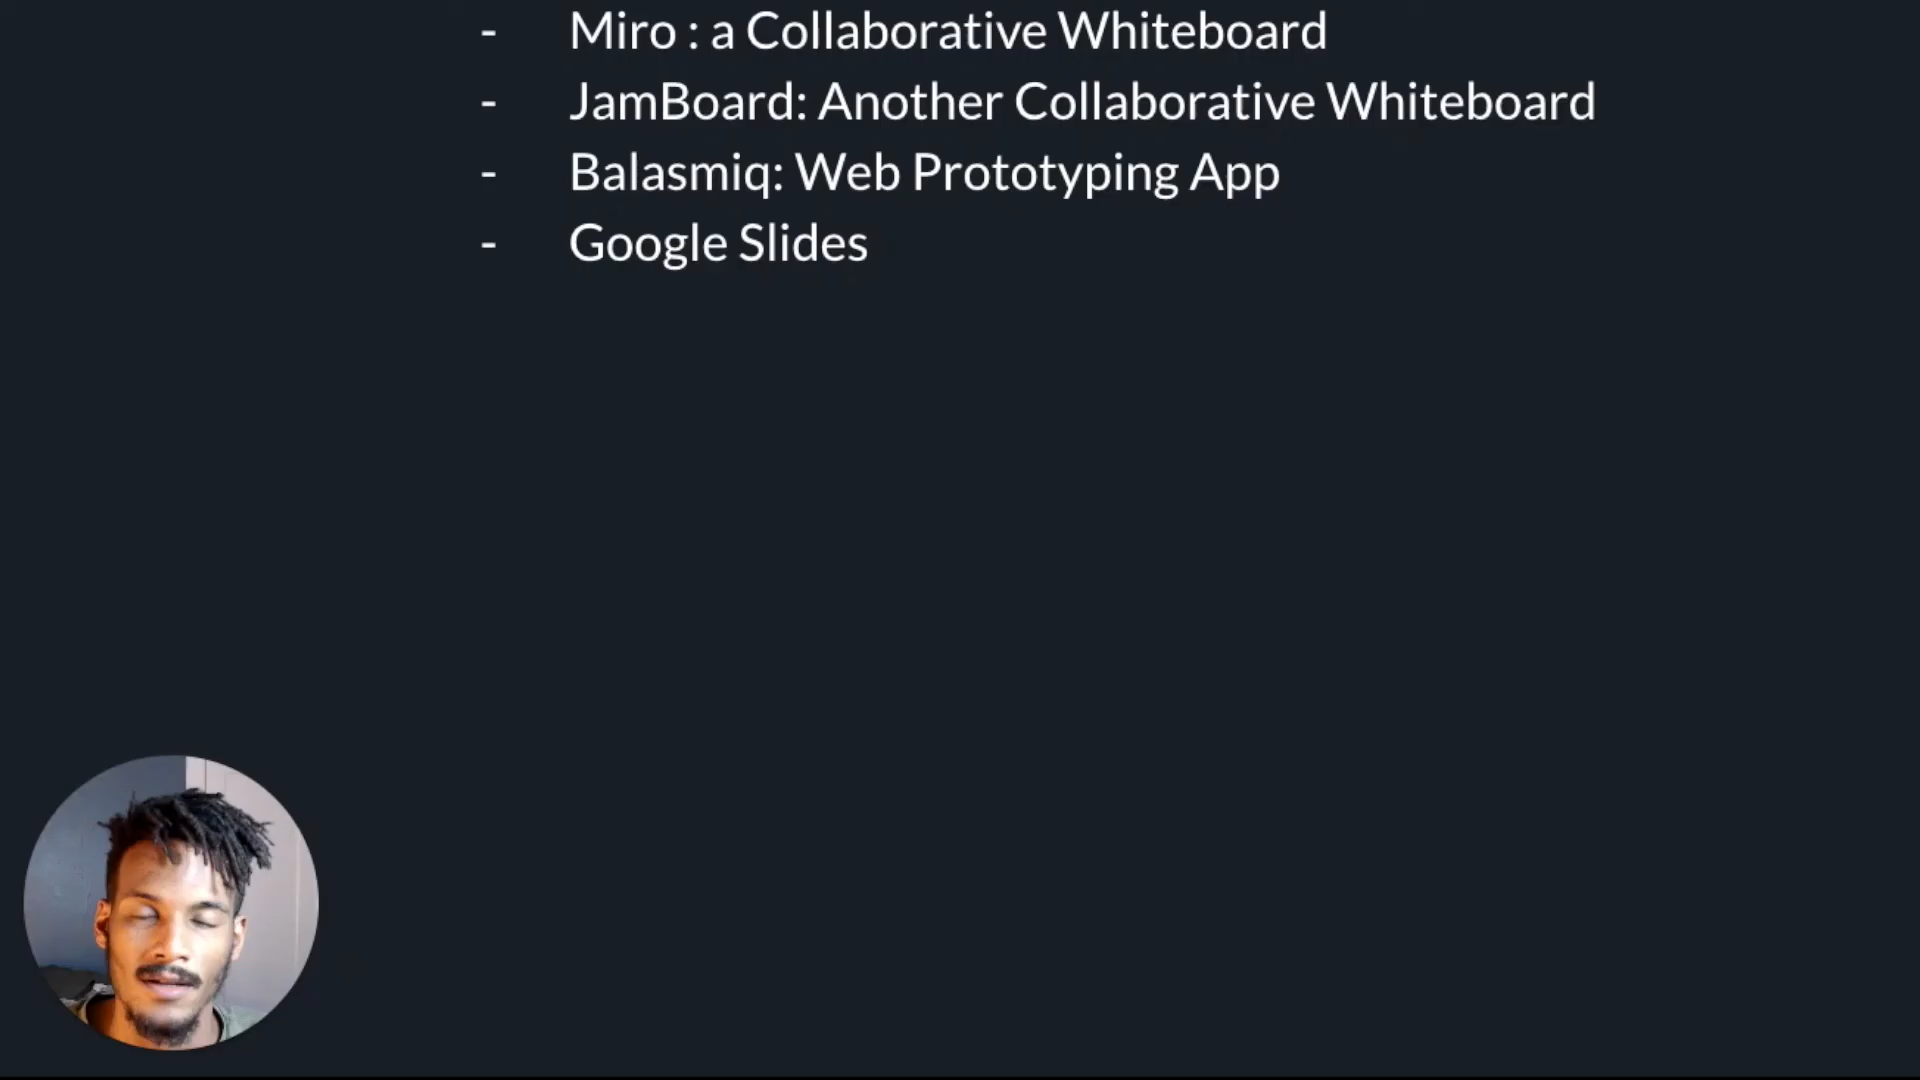 - Miro : a Collaborative Whiteboard
- JamBoard: Another Collaborative Whiteboard
- Balasmiq: Web Prototyping App
- Google Slides